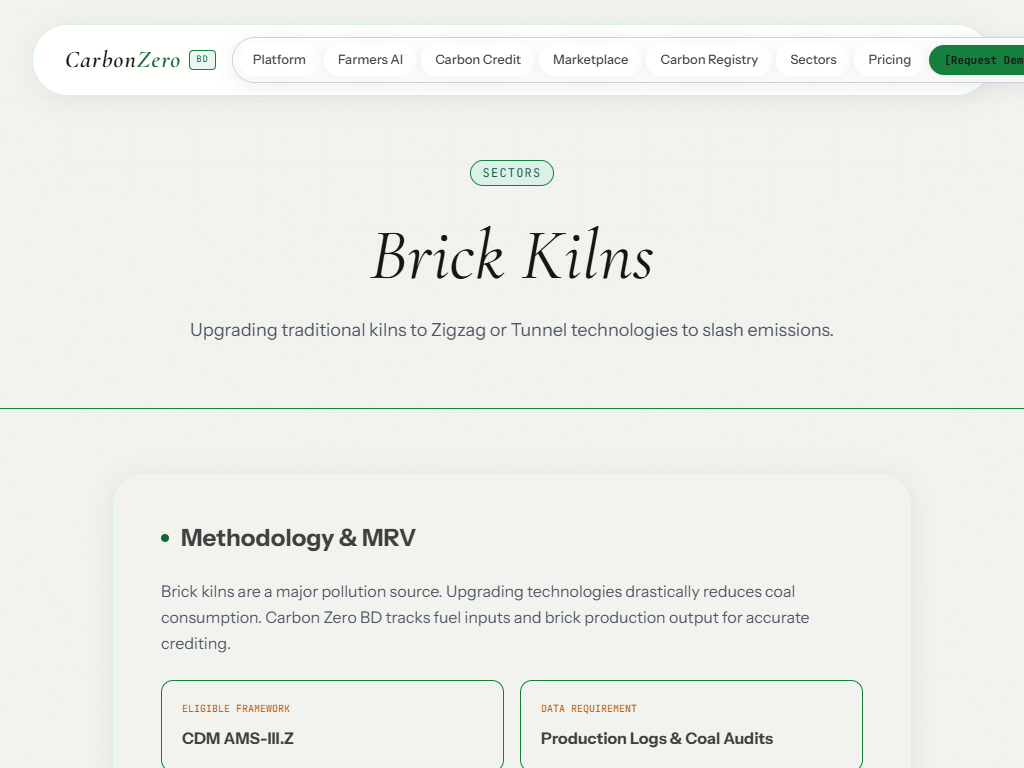 CarbonZero BD Platform Farmers AI Carbon Credit Marketplace Carbon Registry Sectors Pricing [Request Dem
SECTORS
Brick Kilns
Upgrading traditional kilns to Zigzag or Tunnel technologies to slash emissions.
Methodology & MRV
Brick kilns are a major pollution source. Upgrading technologies drastically reduces coal
consumption. Carbon Zero BD tracks fuel inputs and brick production output for accurate
crediting.
ELIGIBLE FRAMEWORK
CDM AMS-III.Z
DATA REQUIREMENT
Production Logs & Coal Audits